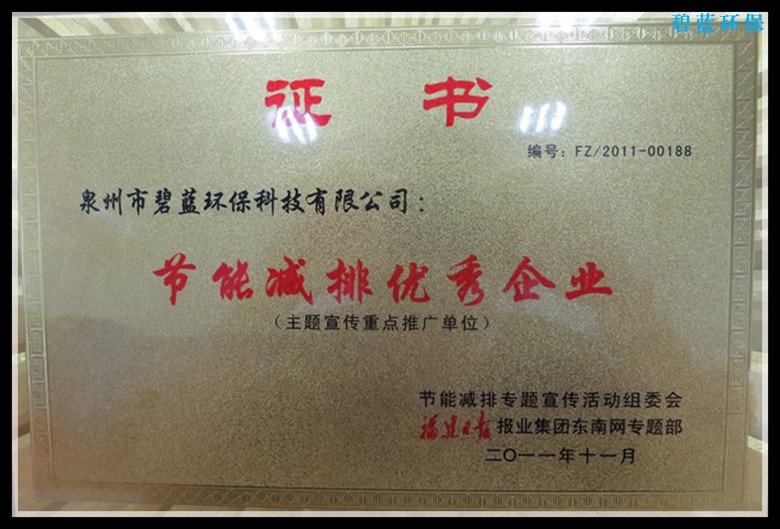 碧蓝环保
证书
编号：FZ/2011-00188
泉州市碧蓝环保科技有限公司：
节能减排优秀企业
（主题宣传重点推广单位）
节能减排专题宣传活动组委会
福建日报报业集团东南网专题部
二〇一一年十一月